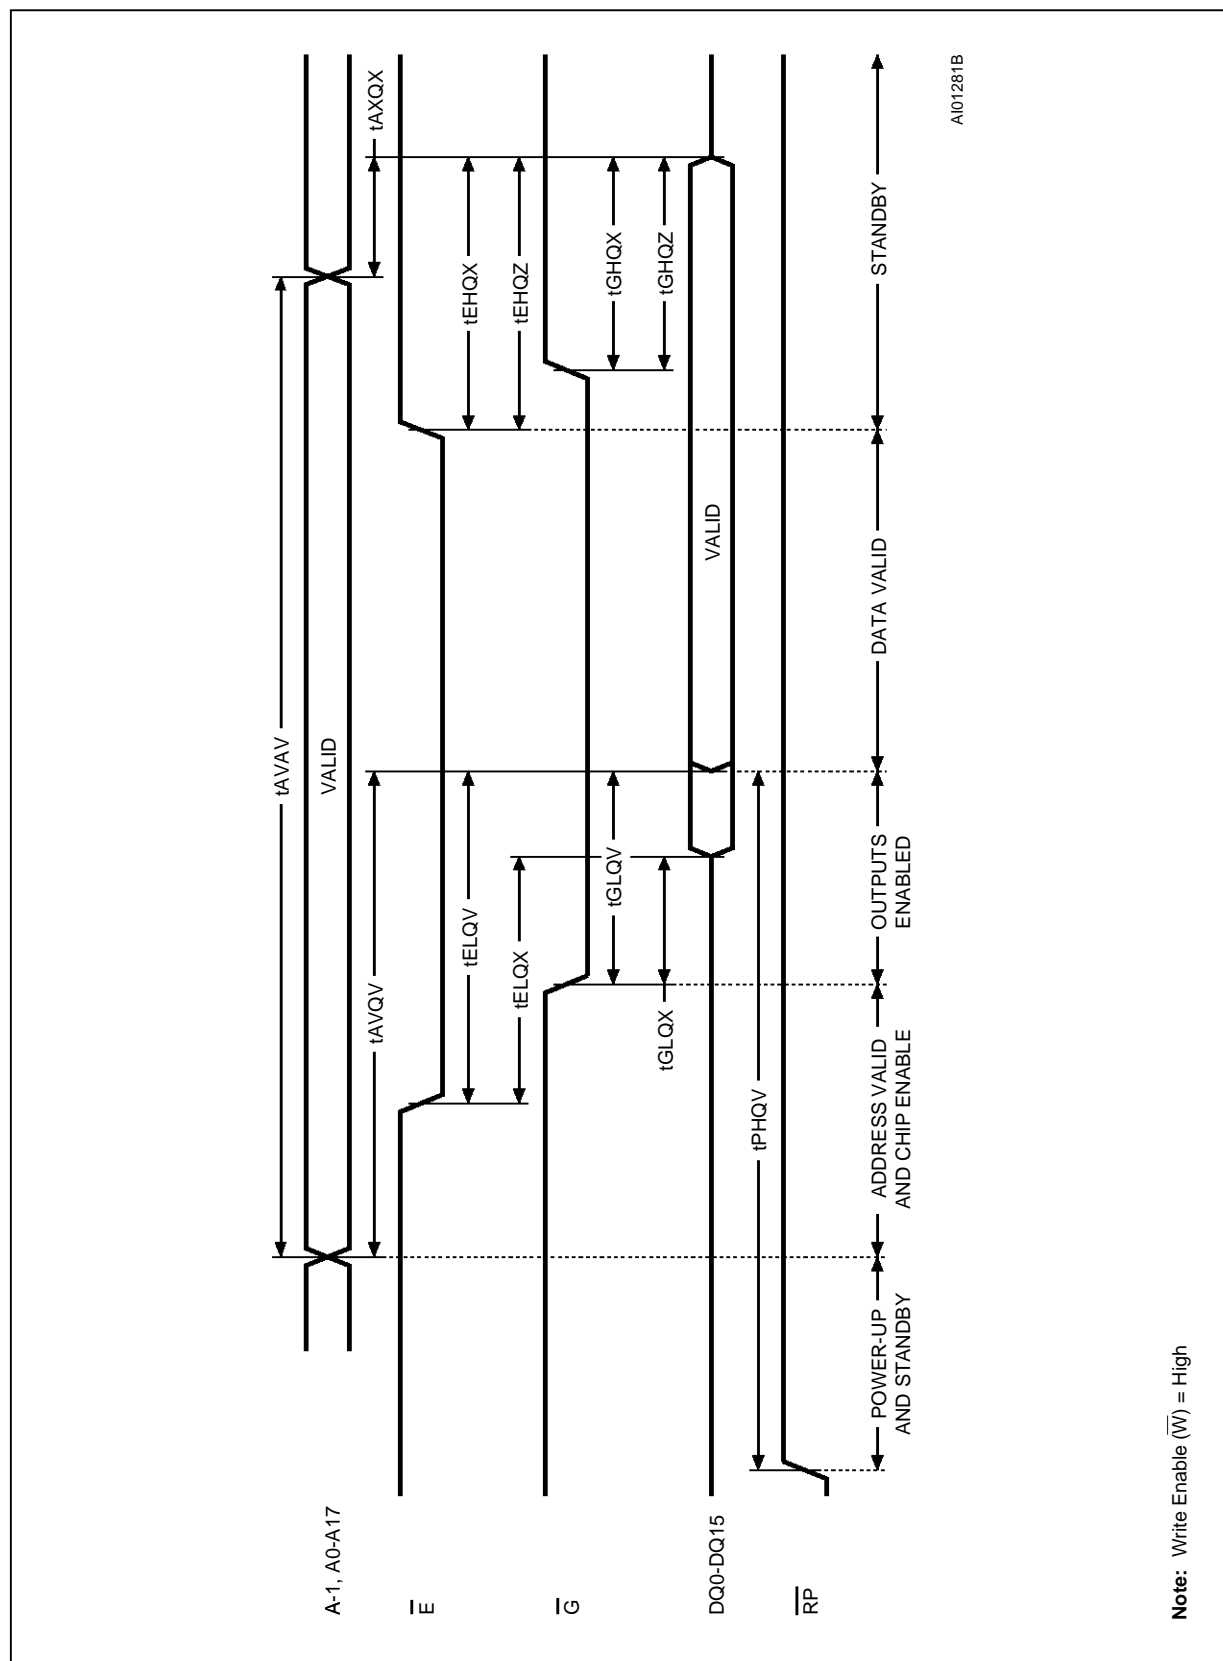 A-1, A0-A17
tAVAV
VALID
tAVQV
tAXQX
E
tELQV
tEHQX
tELQX
tEHQZ
G
tGLQV
tGHQX
tGLQX
tGHQZ
DQ0-DQ15
VALID
tPHQV
RP
POWER-UP
AND STANDBY
ADDRESS VALID
AND CHIP ENABLE
OUTPUTS
ENABLED
DATA VALID
STANDBY
AI01281B
Note: Write Enable (W̅) = High